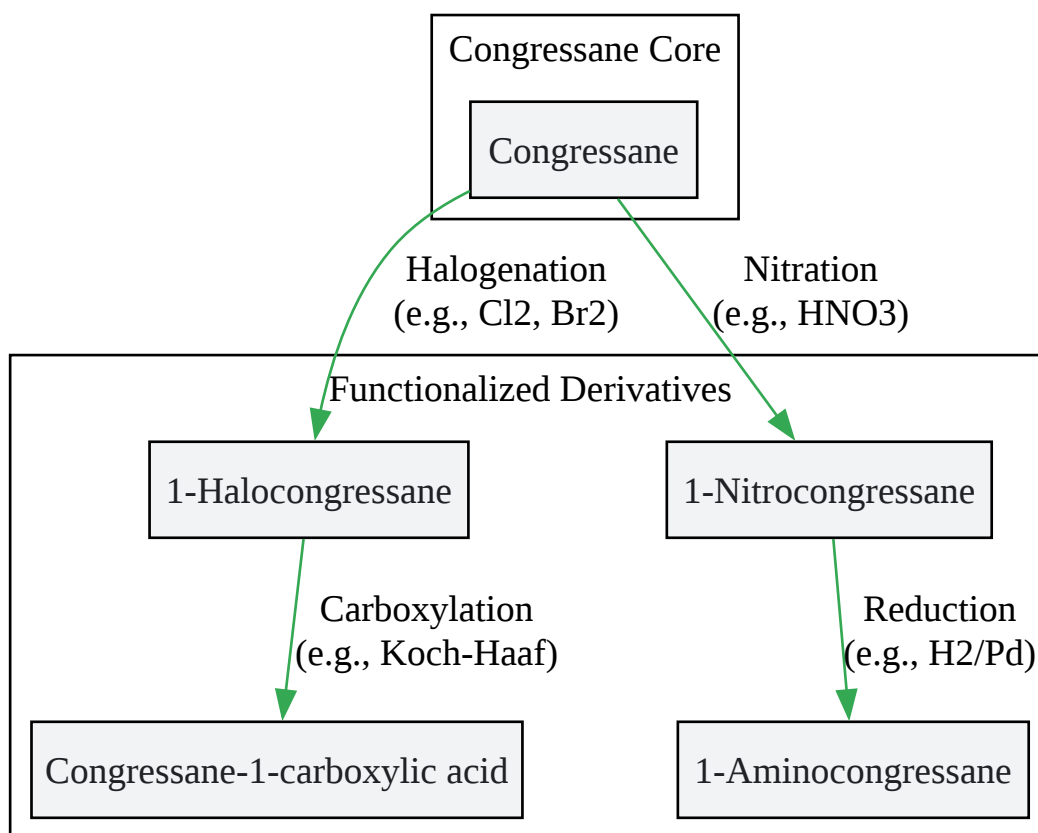 Congressane Core
Congressane
Halogenation
(e.g., Cl2, Br2)
Nitration
(e.g., HNO3)
Functionalized Derivatives
1-Halocongressane
1-Nitrocongressane
Carboxylation
(e.g., Koch-Haaf)
Reduction
(e.g., H2/Pd)
Congressane-1-carboxylic acid
1-Aminocongressane